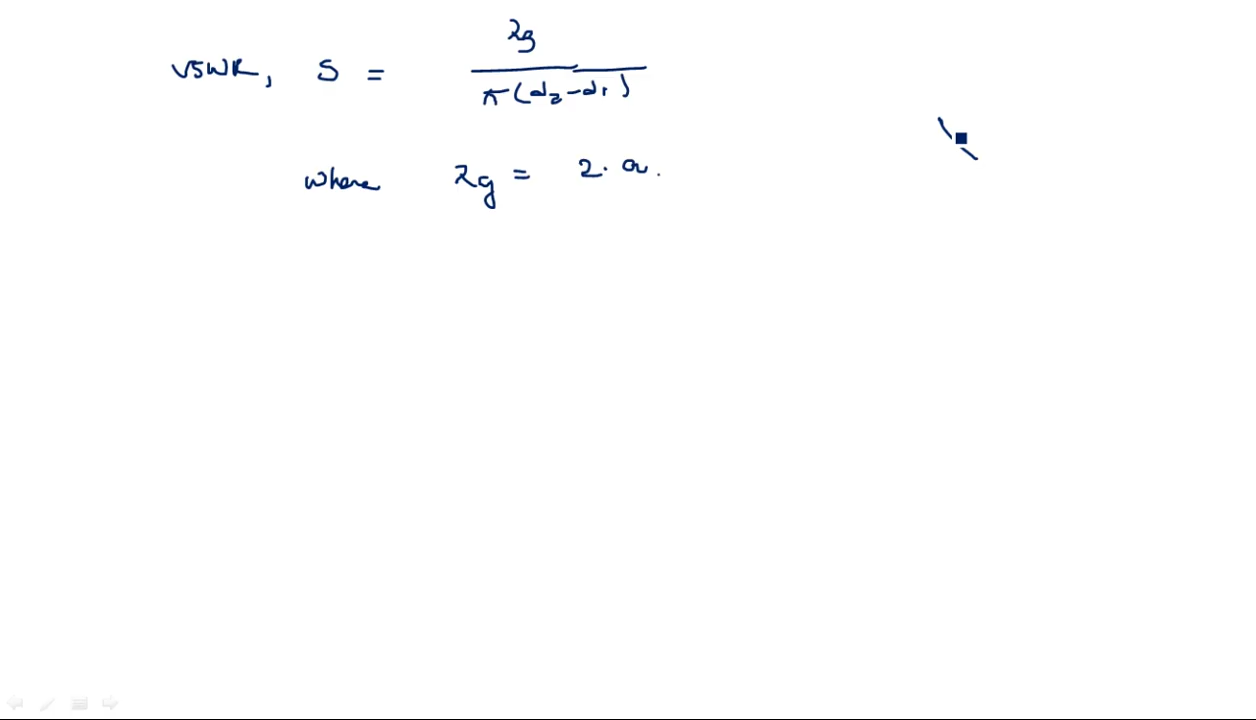 VSWR, S = λg / π(d₂-d₁)
where λg = 2.a.